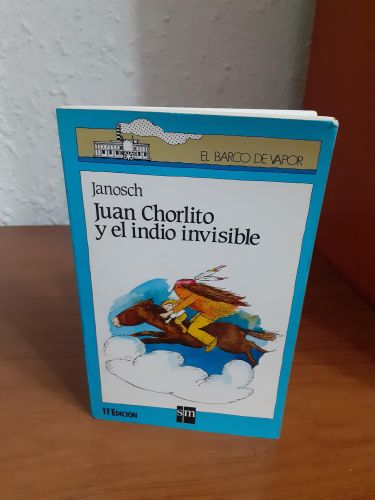 EL BARCO DE VAPOR
Janosch
Juan Chorlito
y el indio invisible
11ª EDICIÓN
sm